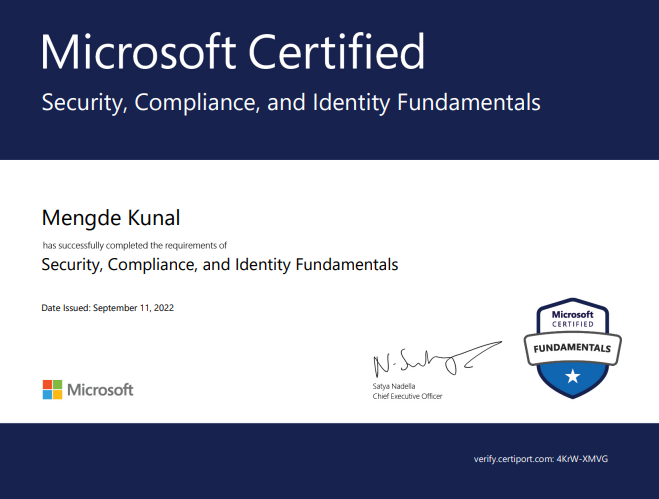 Microsoft Certified
Security, Compliance, and Identity Fundamentals
Mengde Kunal
has successfully completed the requirements of
Security, Compliance, and Identity Fundamentals
Date Issued: September 11, 2022
Microsoft
CERTIFIED
FUNDAMENTALS
Satya Nadella
Chief Executive Officer
Microsoft
verify.certiport.com: 4KrW-XMVG